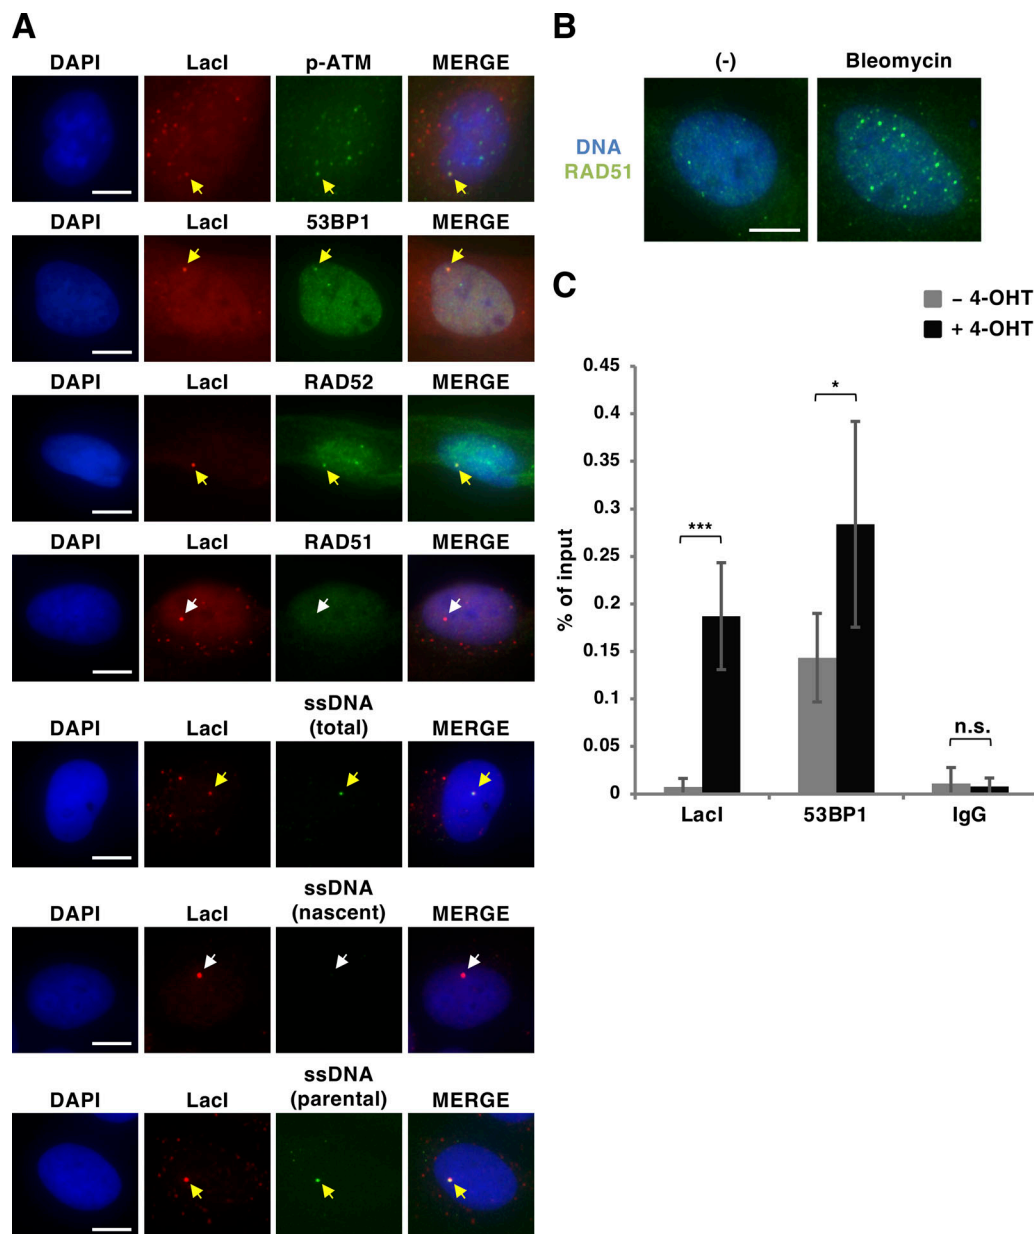 A
DAPI LacI p-ATM MERGE
DAPI LacI 53BP1 MERGE
DAPI LacI RAD52 MERGE
DAPI LacI RAD51 MERGE
DAPI LacI ssDNA (total) MERGE
DAPI LacI ssDNA (nascent) MERGE
DAPI LacI ssDNA (parental) MERGE
B
(-) Bleomycin
DNA
RAD51
C
− 4-OHT
+ 4-OHT
% of input
0.45
0.4
0.35
0.3
0.25
0.2
0.15
0.1
0.05
0
***
*
n.s.
LacI 53BP1 IgG